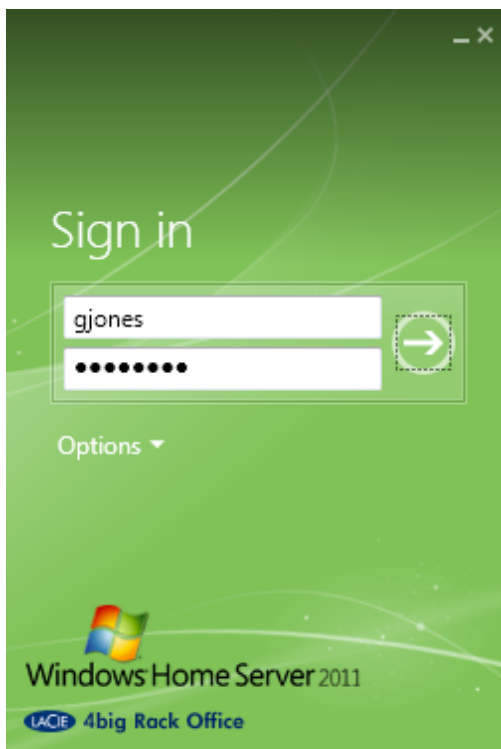 Sign in
gjones
••••••••
Options
Windows Home Server 2011
LACIE 4big Rack Office